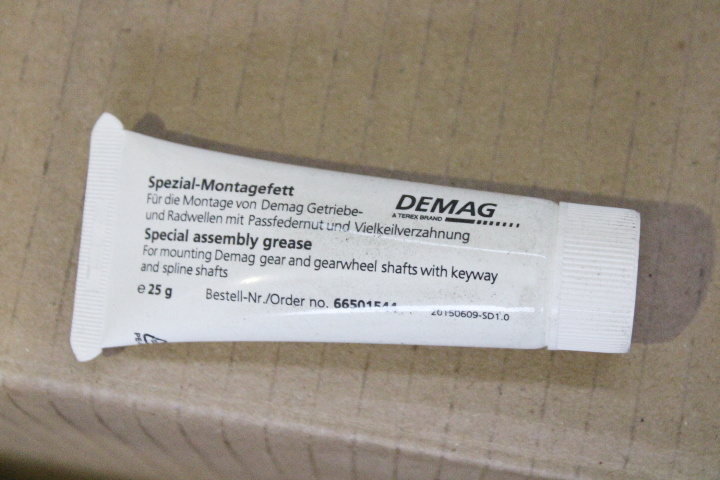 Spezial-Montagefett
Für die Montage von Demag Getriebe-
und Radwellen mit Passfedernut und Vielkeilverzahnung
DEMAG
A TEREX BRAND
Special assembly grease
For mounting Demag gear and gearwheel shafts with keyway
and spline shafts
e 25 g
Bestell-Nr./Order no.
20150609-SD1.0